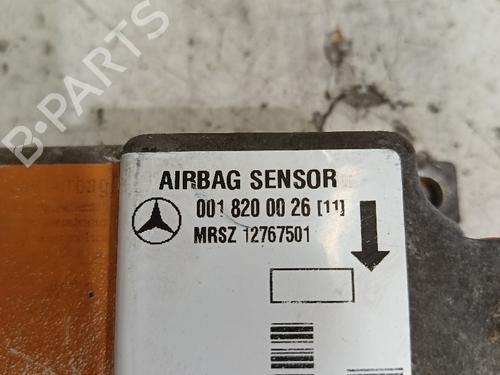 B-PARTS
AIRBAG SENSOR
001 820 00 26 [11]
MRSZ 12767501